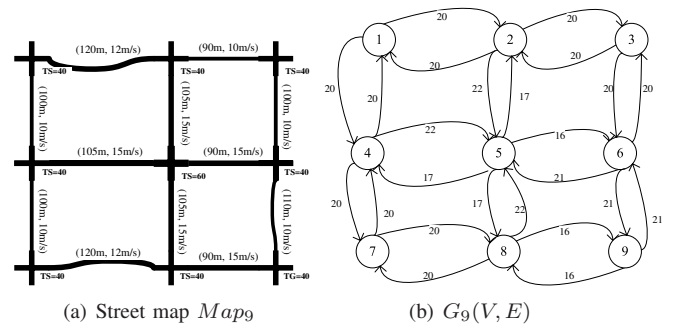 (120m, 12m/s)
(90m, 10m/s)
TS=40
TS=40
TS=40
(100m, 10m/s)
(105m, 15m/s)
(100m, 10m/s)
(105m, 15m/s)
(90m, 15m/s)
TS=40
TS=60
TS=40
(100m, 10m/s)
(105m, 15m/s)
(110m, 10m/s)
(120m, 12m/s)
(90m, 15m/s)
TS=40
TS=40
TG=40
(a) Street map Map9
20
20
1
2
3
20
20
20
20
22
17
20
20
22
16
4
5
6
17
21
20
20
17
22
21
21
20
16
7
8
9
20
16
(b) G9(V, E)